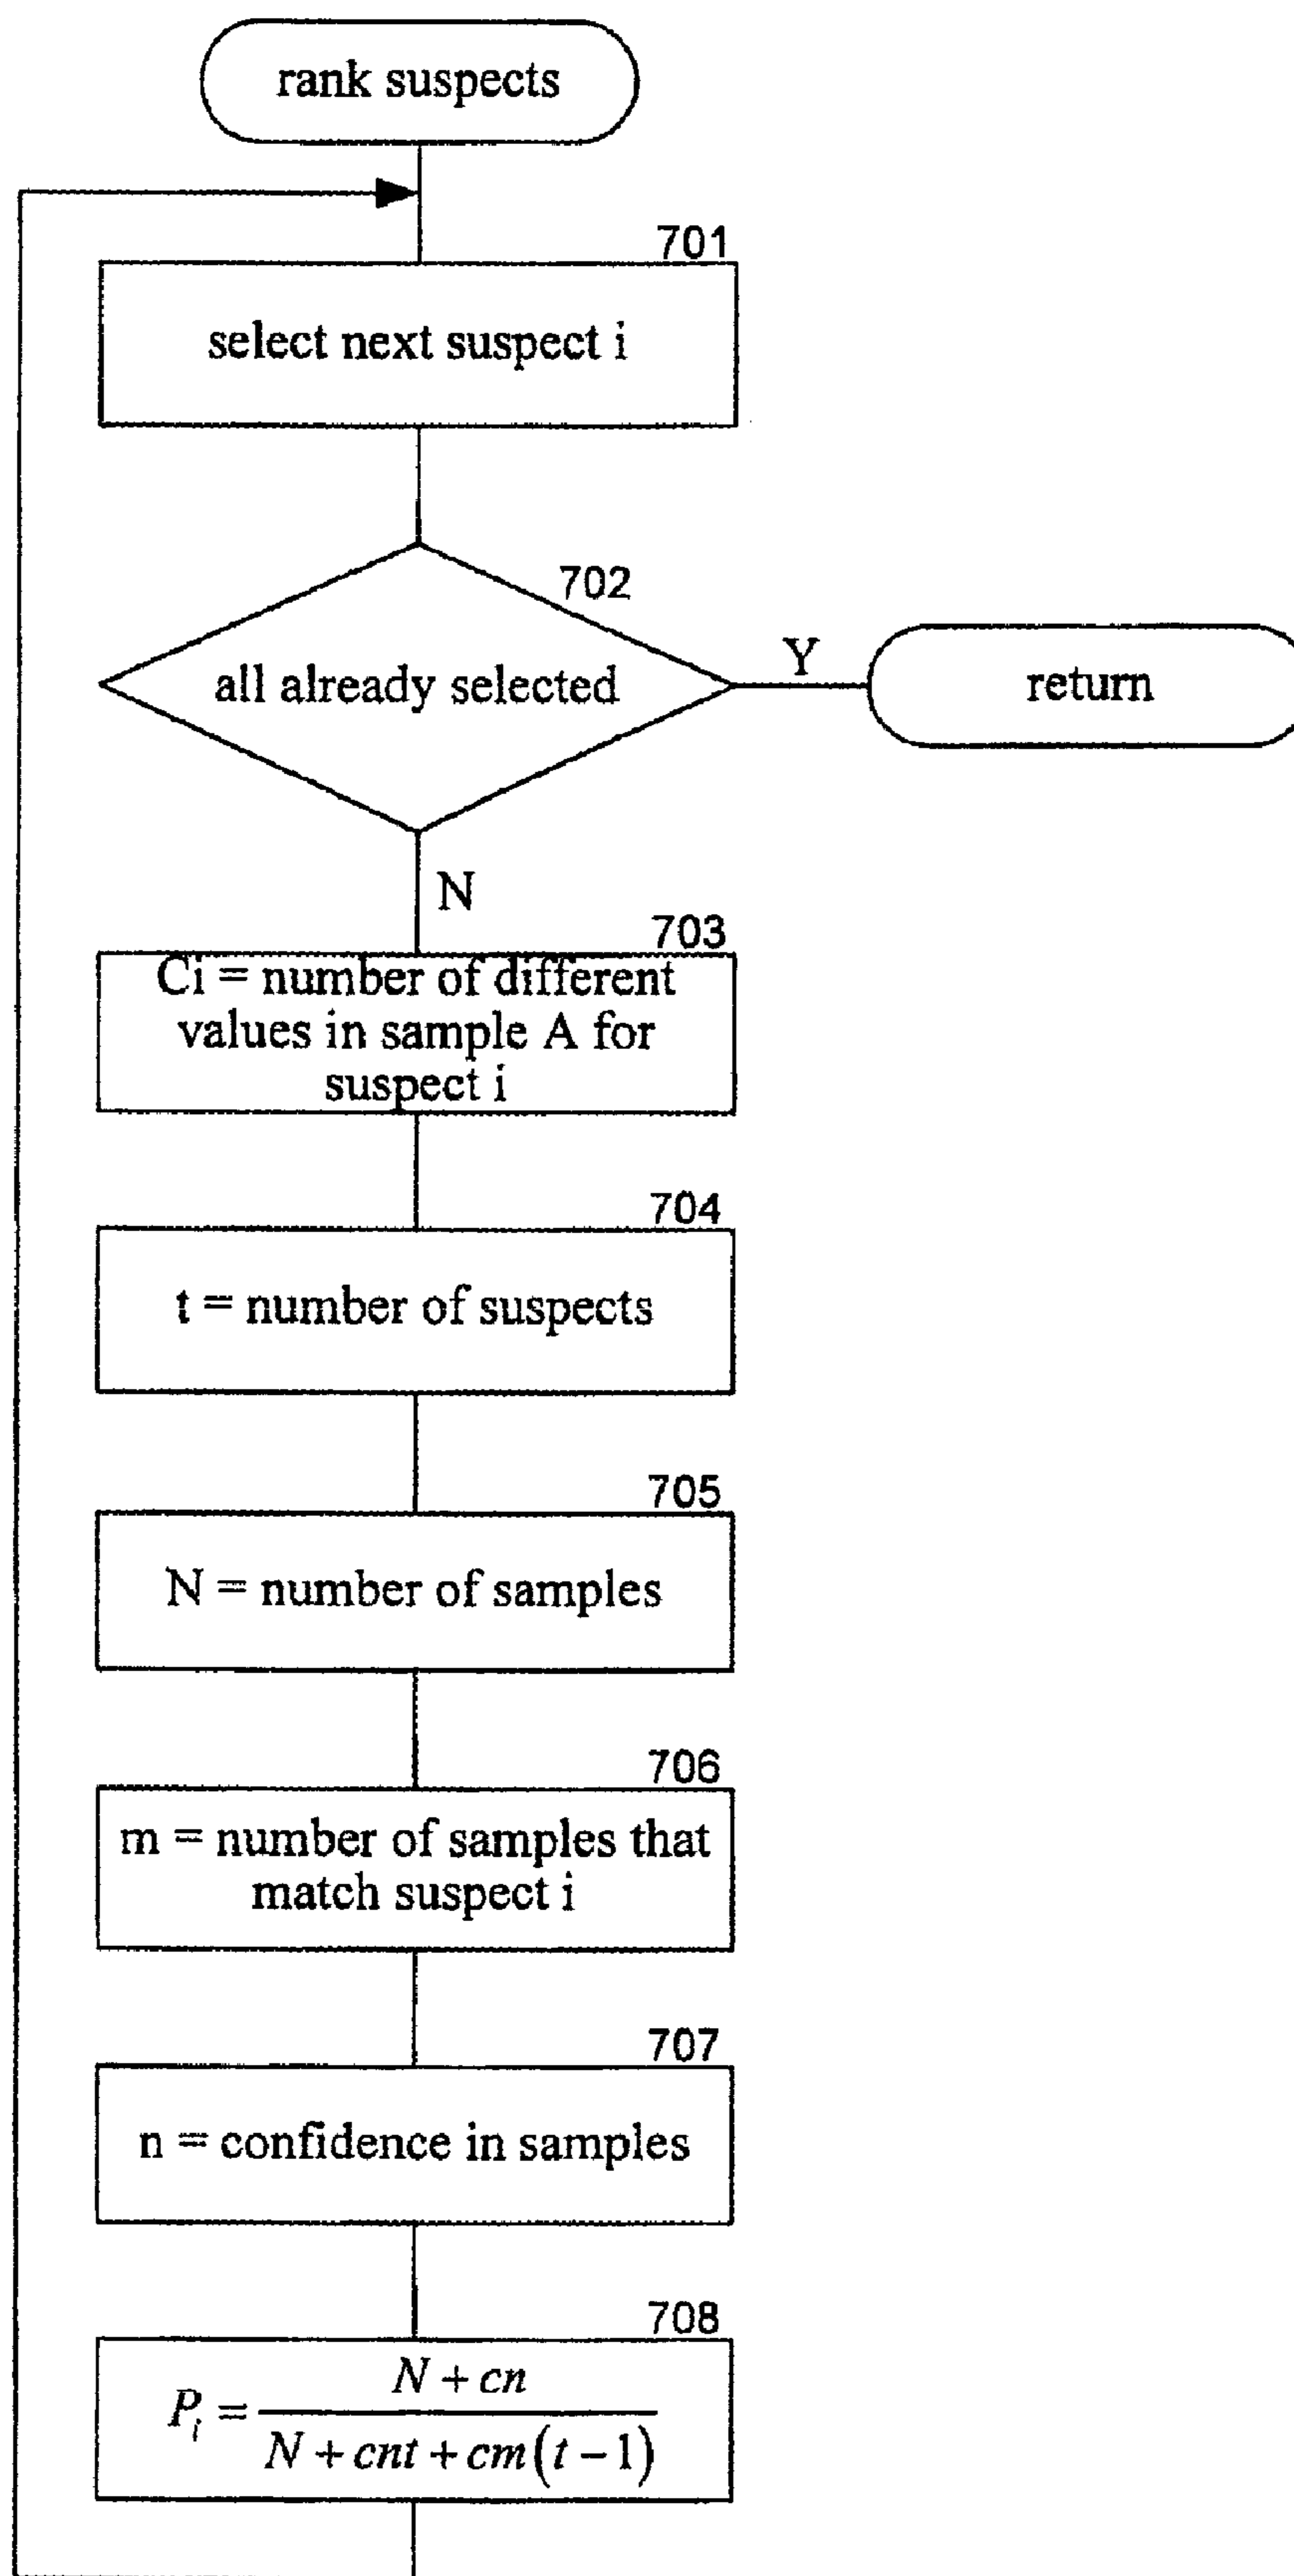 rank suspects
701
select next suspect i
702
all already selected
Y
return
N
703
Ci = number of different
values in sample A for
suspect i
704
t = number of suspects
705
N = number of samples
706
m = number of samples that
match suspect i
707
n = confidence in samples
708
P_i = \frac{N + cn}{N + cnt + cm(t - 1)}